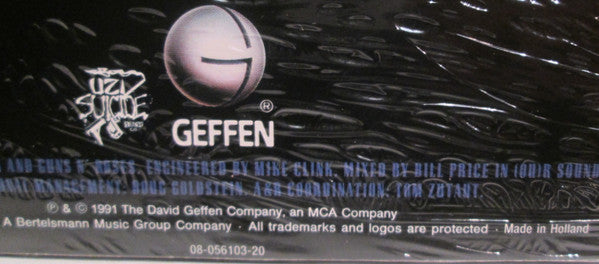 UZI
SUICIDE
®
GEFFEN
AND GUNS N' ROSES. ENGINEERED BY MIKE CLINK. MIXED BY BILL PRICE IN (OUIR SOUND
MANAGEMENT: DOUG GOLDSTEIN. A&R COORDINATION: TOM ZUTAUT
℗ & © 1991 The David Geffen Company, an MCA Company
A Bertelsmann Music Group Company · All trademarks and logos are protected · Made in Holland
08-056103-20